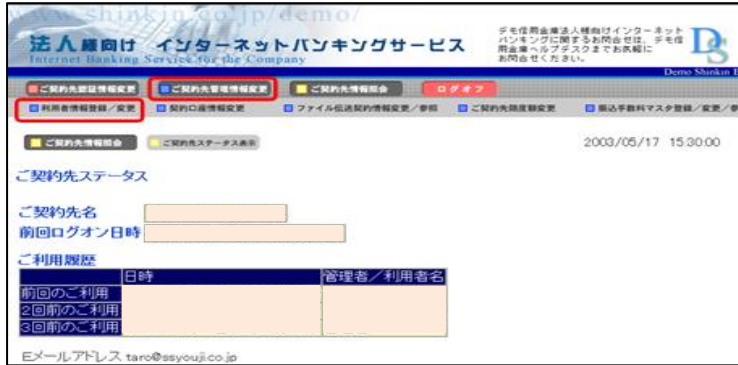 www.shinkin.co.jp/demo/
法人様向け インターネットバンキングサービス
Internet Banking Service for the Company
デモ信用金庫法人様向けインターネット
バンキングに関するお問合せは、デモ信
用金庫ヘルプデスクまでお気軽に
お問合せください。
DS
Demo Shinkin B
ご契約先認証情報変更 ご契約先管理情報変更 ご契約先情報照会 ログオフ
利用者情報登録/変更 契約口座情報変更 ファイル伝送契約情報変更/参照 ご契約先限度額変更 振込手数料マスタ登録/変更/参
ご契約先情報照会 ご契約先ステータス表示 2003/05/17 15:30:00
ご契約先ステータス
ご契約先名
前回ログオン日時
ご利用履歴
日時 管理者/利用者名
前回のご利用
2回前のご利用
3回前のご利用
Eメールアドレス taro@ssyouji.co.jp